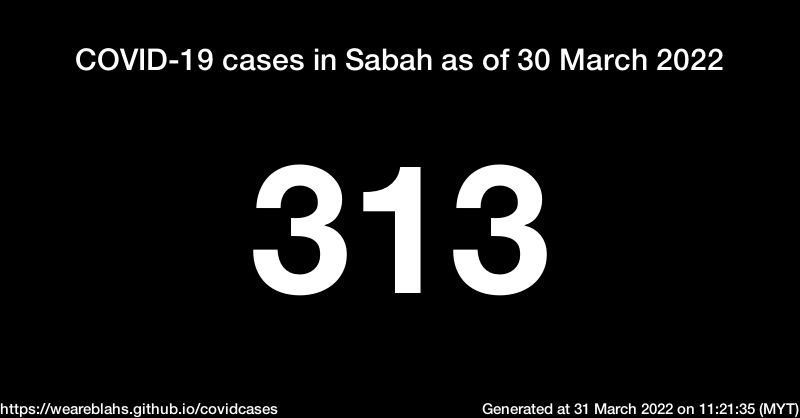 COVID-19 cases in Sabah as of 30 March 2022
313
https://weareblahs.github.io/covidcases
Generated at 31 March 2022 on 11:21:35 (MYT)